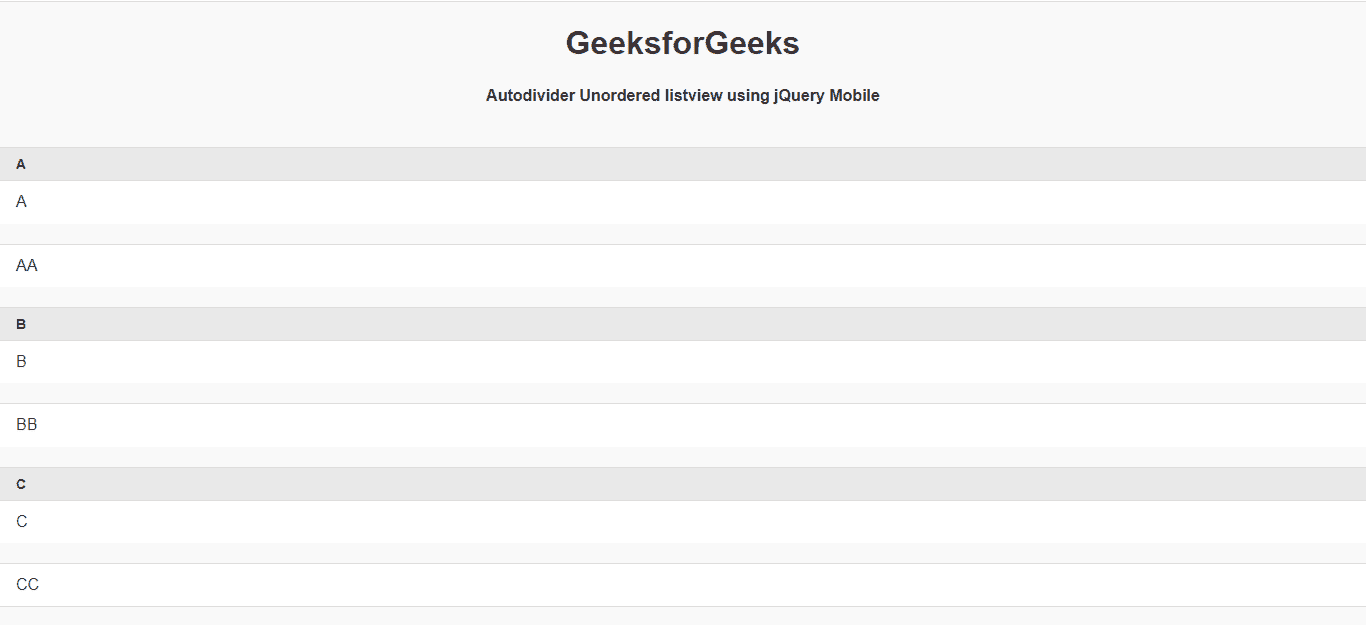 GeeksforGeeks
Autodivider Unordered listview using jQuery Mobile
A
A
AA
B
B
BB
C
C
CC